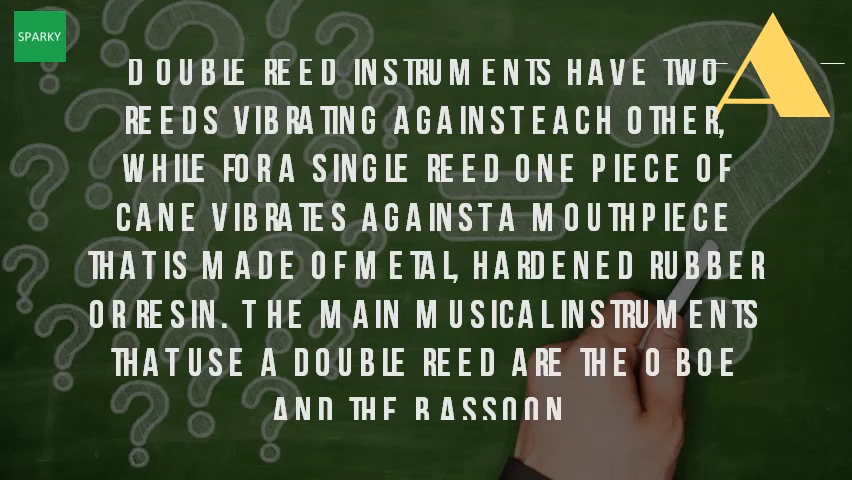 SPARKY
A
DOUBLE REED INSTRUMENTS HAVE TWO
REEDS VIBRATING AGAINST EACH OTHER,
WHILE FOR A SINGLE REED ONE PIECE OF
CANE VIBRATES AGAINST A MOUTHPIECE
THAT IS MADE OF METAL, HARDENED RUBBER
OR RESIN. THE MAIN MUSICAL INSTRUMENTS
THAT USE A DOUBLE REED ARE THE OBOE
AND THE BASSOON